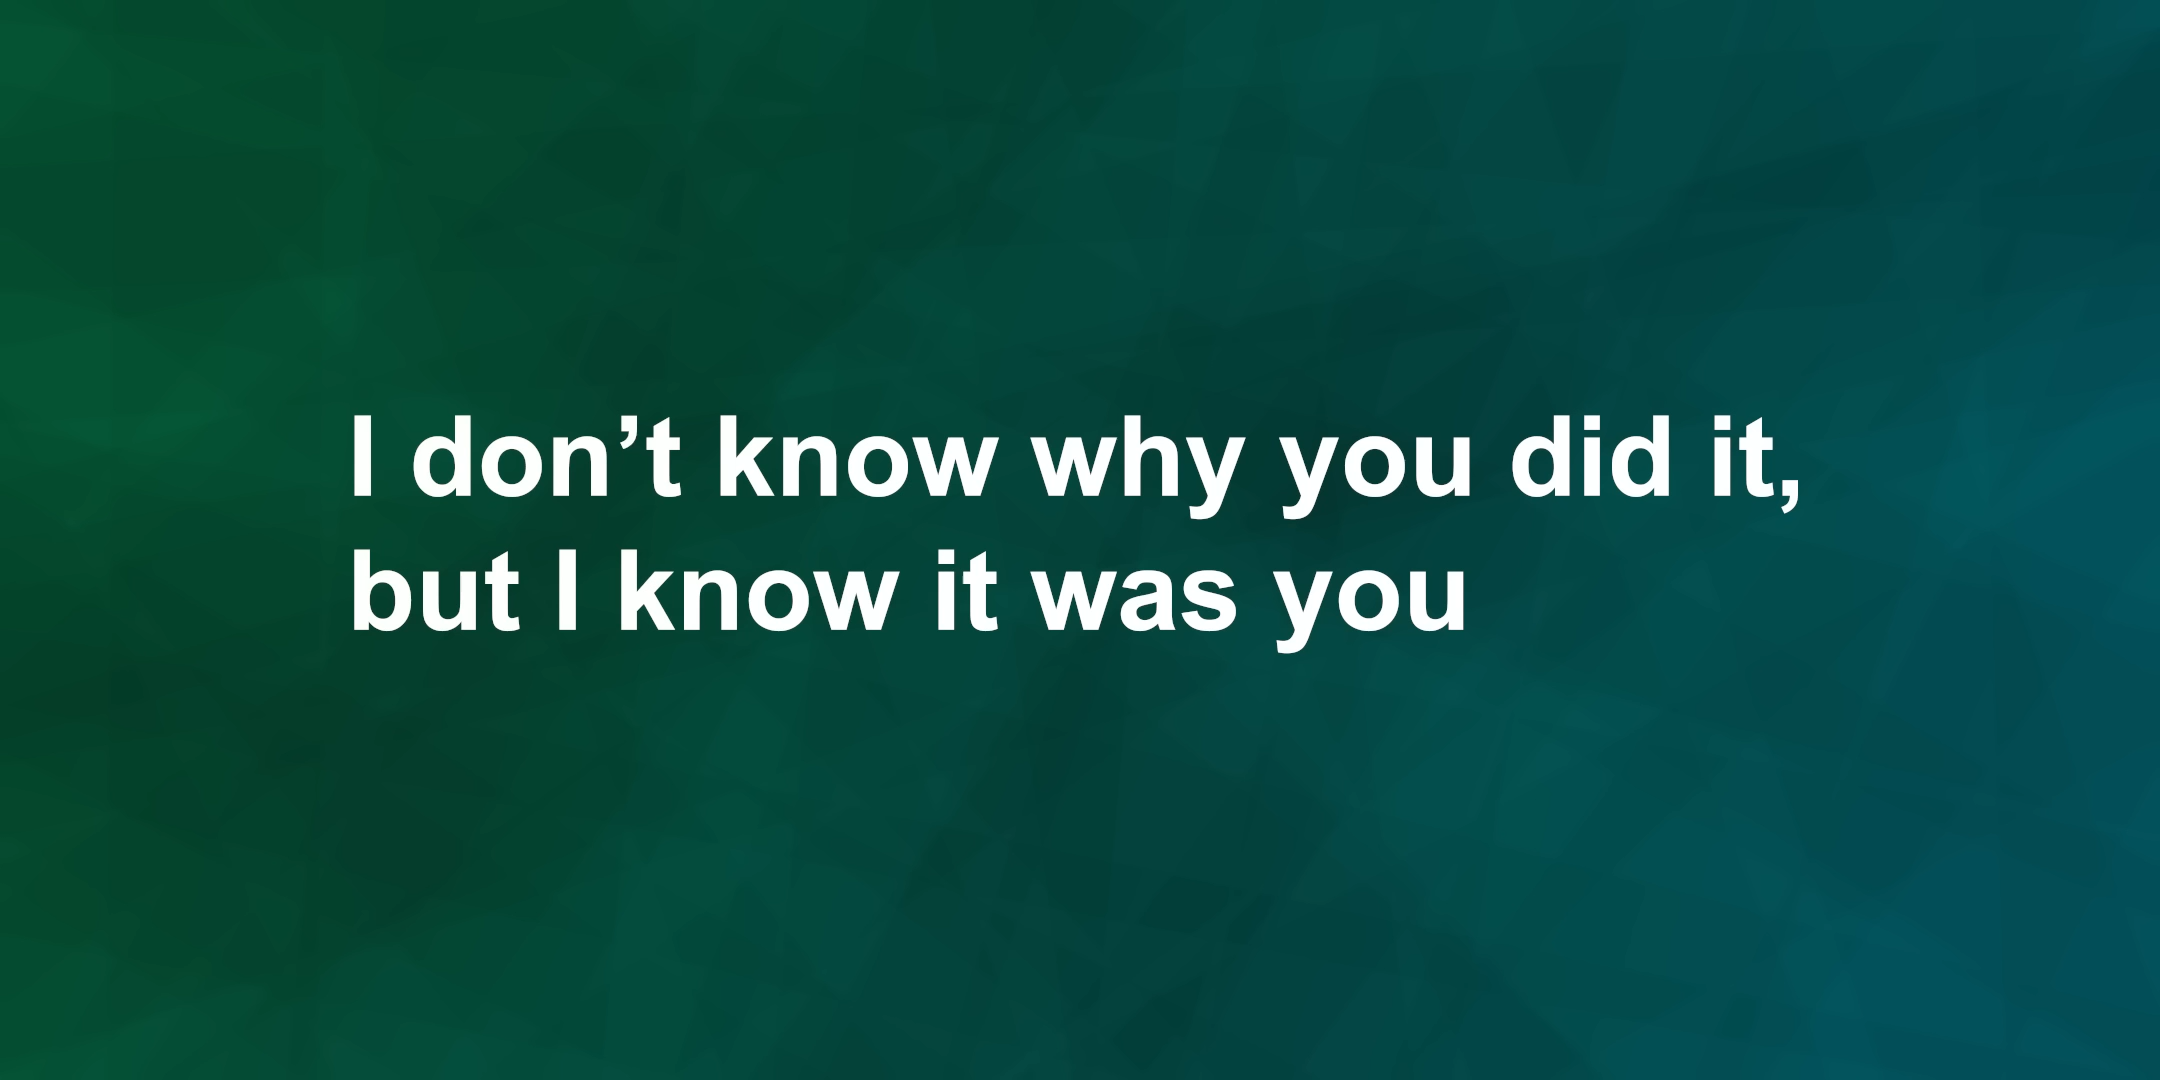 I don’t know why you did it,
but I know it was you